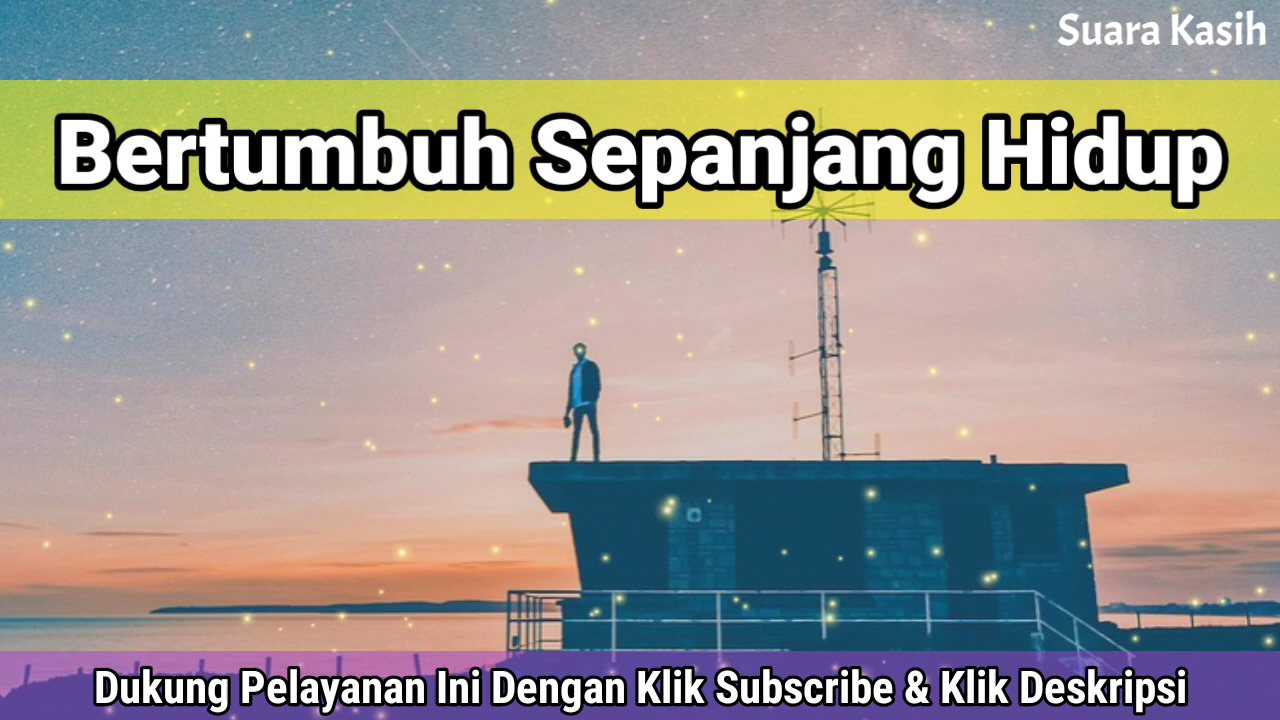 Suara Kasih
Bertumbuh Sepanjang Hidup
Dukung Pelayanan Ini Dengan Klik Subscribe & Klik Deskripsi